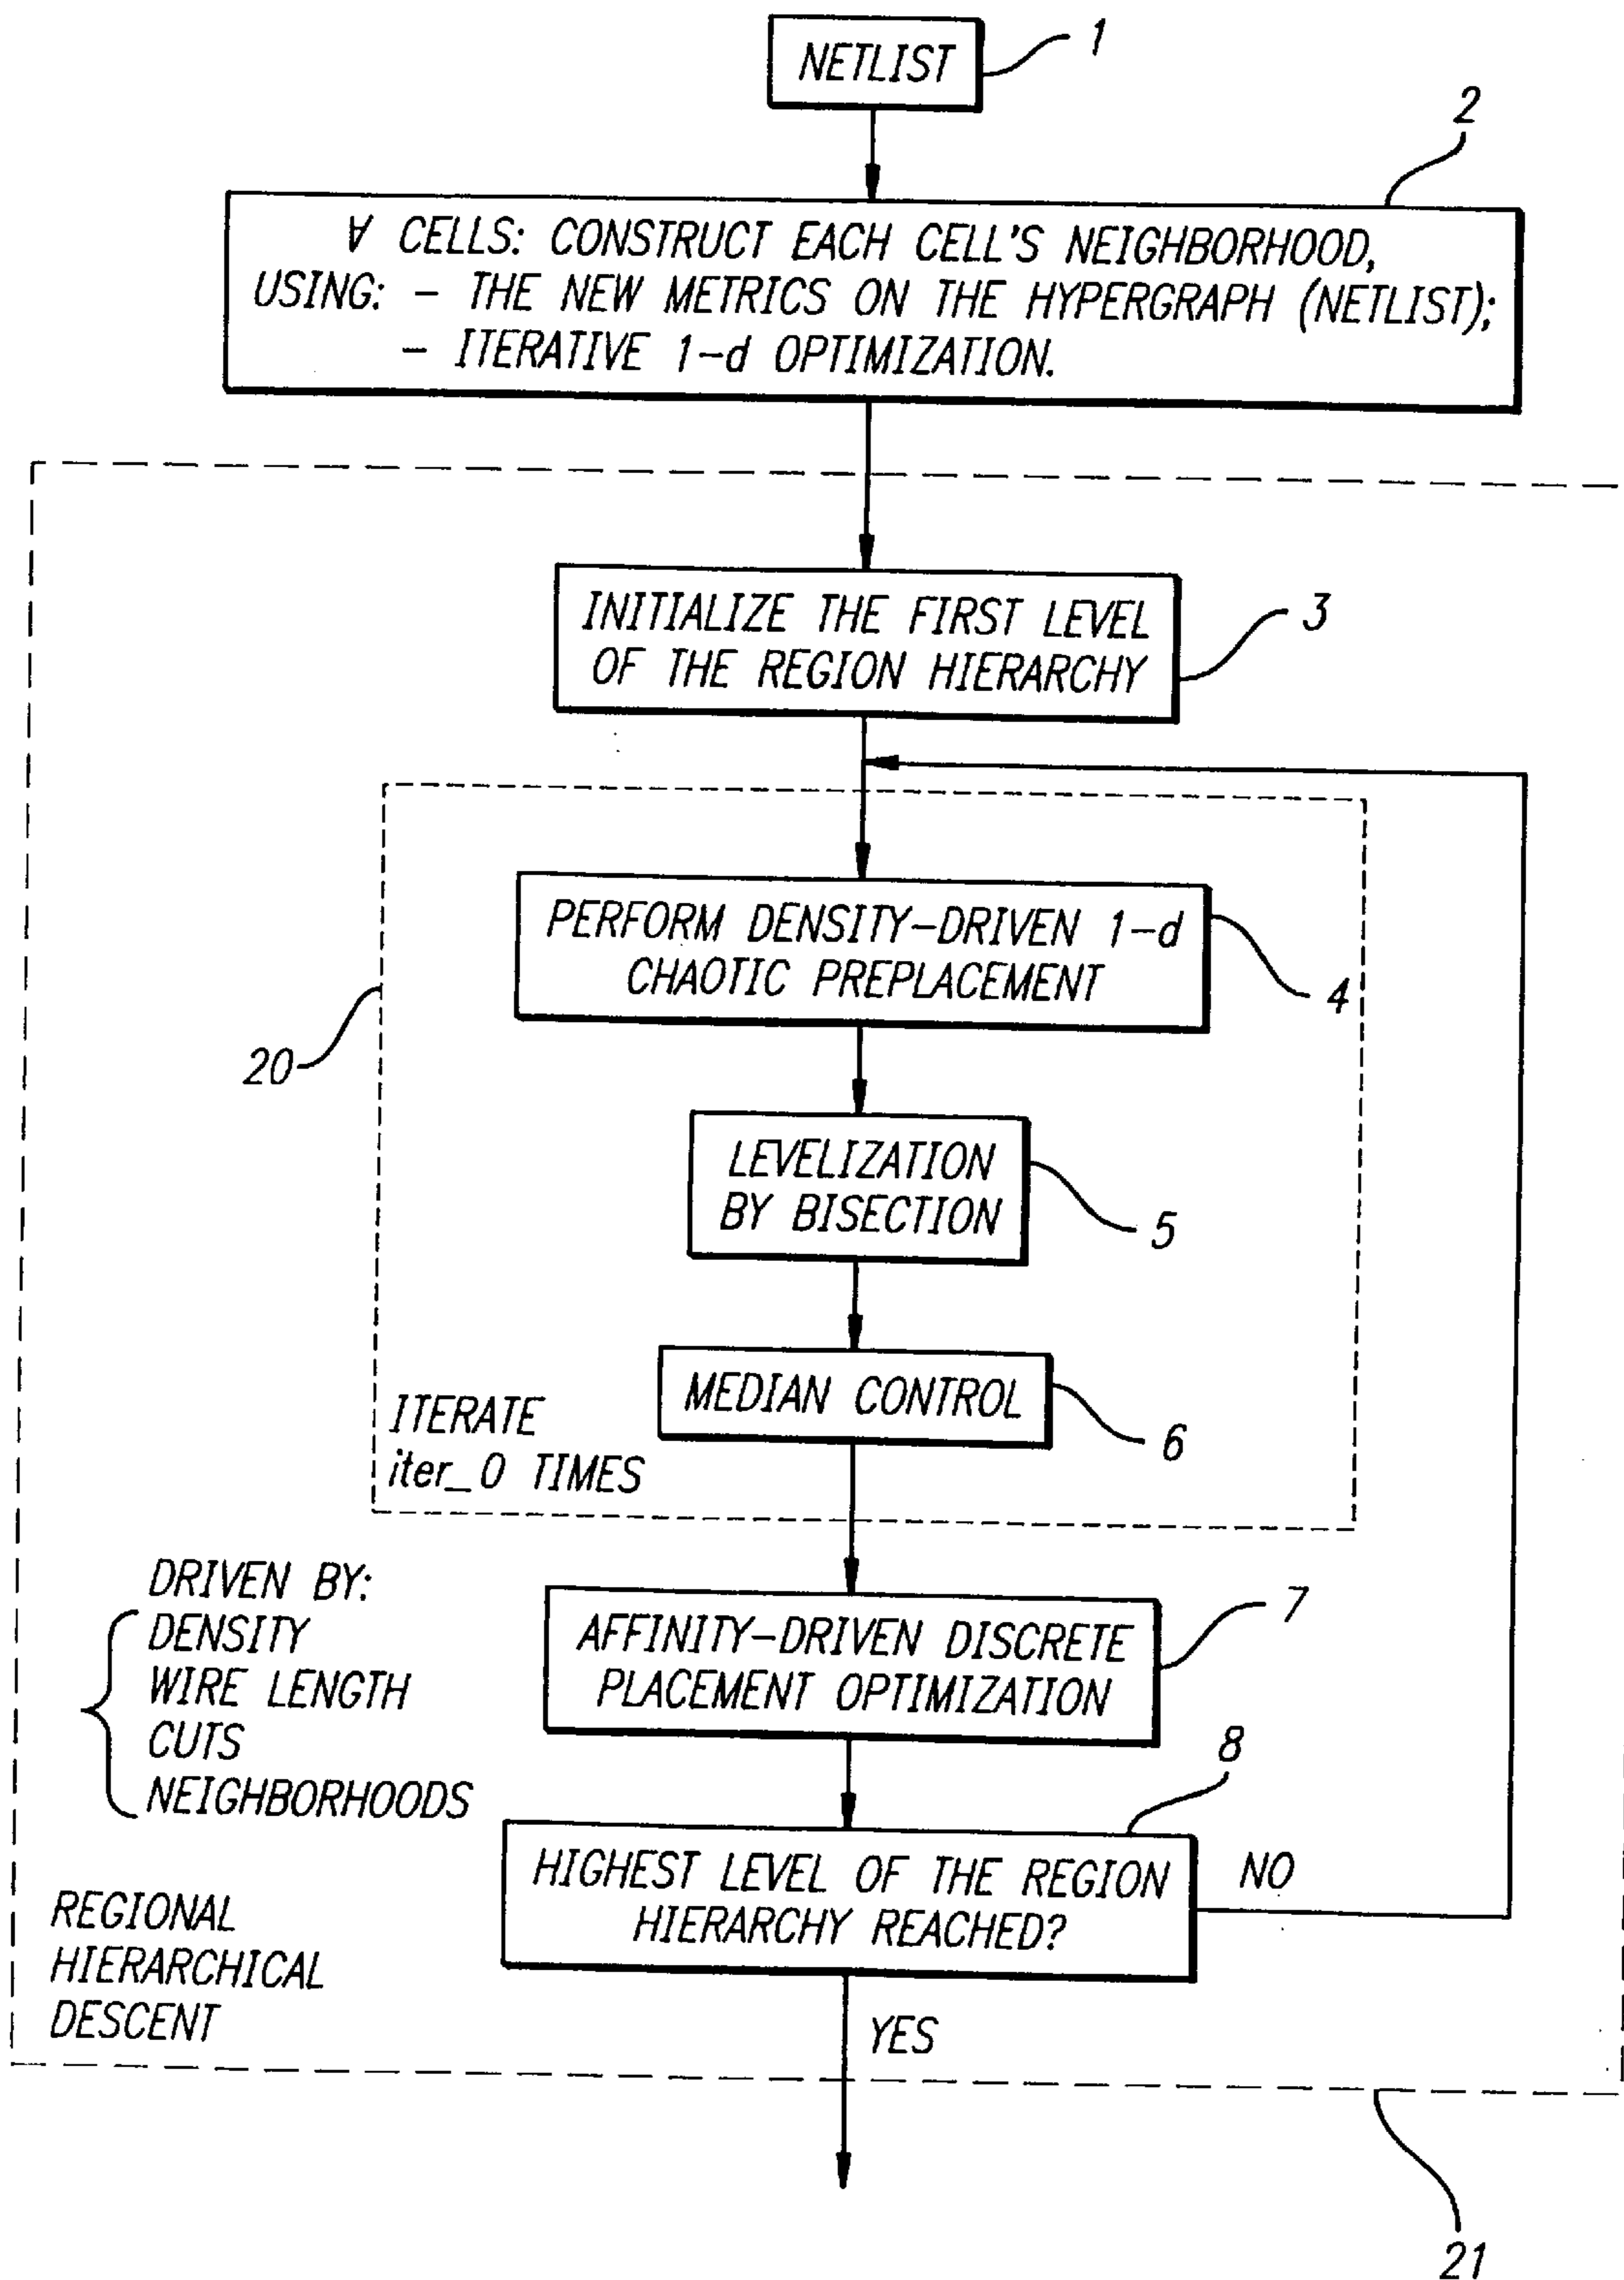 NETLIST
1
2
∀ CELLS: CONSTRUCT EACH CELL'S NEIGHBORHOOD,
USING: – THE NEW METRICS ON THE HYPERGRAPH (NETLIST);
– ITERATIVE 1–d OPTIMIZATION.
INITIALIZE THE FIRST LEVEL
OF THE REGION HIERARCHY
3
PERFORM DENSITY–DRIVEN 1–d
CHAOTIC PREPLACEMENT
4
20
LEVELIZATION
BY BISECTION
5
MEDIAN CONTROL
6
ITERATE
iter_0 TIMES
DRIVEN BY:
DENSITY
WIRE LENGTH
CUTS
NEIGHBORHOODS
AFFINITY–DRIVEN DISCRETE
PLACEMENT OPTIMIZATION
7
8
HIGHEST LEVEL OF THE REGION
HIERARCHY REACHED?
NO
REGIONAL
HIERARCHICAL
DESCENT
YES
21